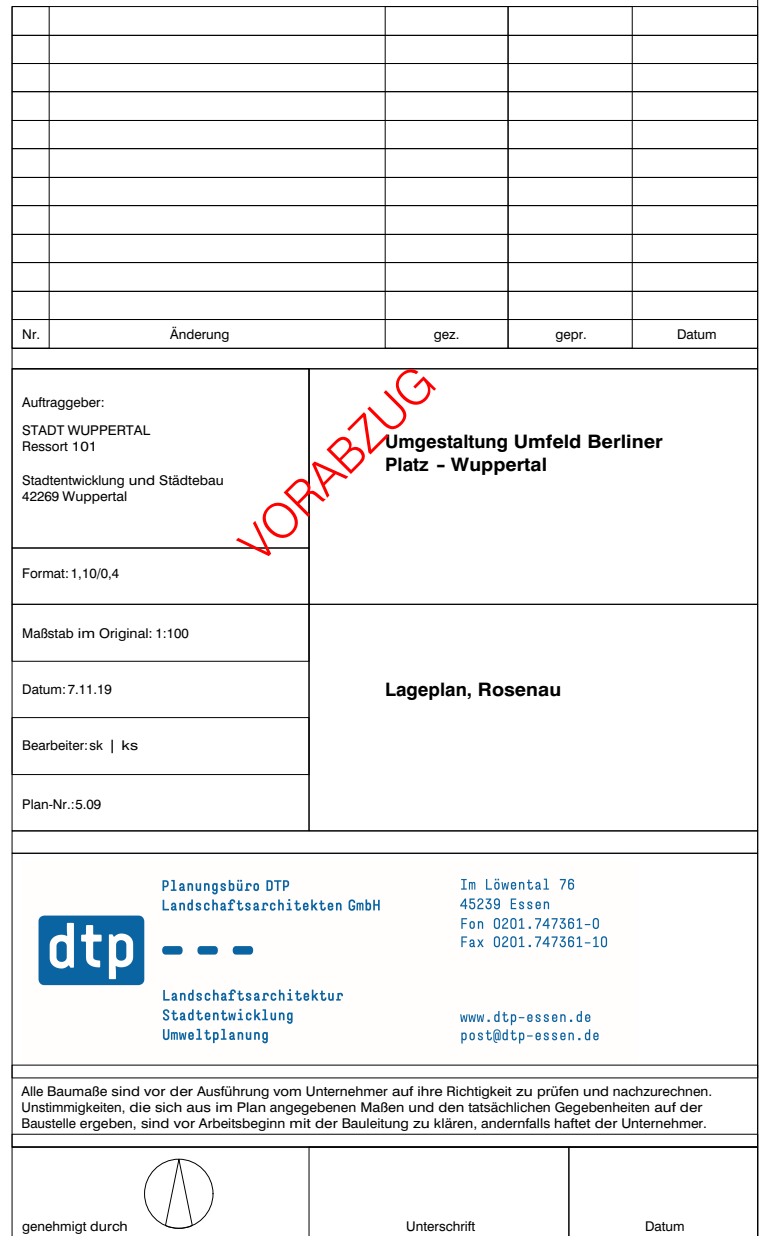 Nr. Änderung gez. gepr. Datum
Auftraggeber:
STADT WUPPERTAL
Ressort 101
Stadtentwicklung und Städtebau
42269 Wuppertal
VORABZUG
Umgestaltung Umfeld Berliner
Platz - Wuppertal
Format: 1,10/0,4
Maßstab im Original: 1:100
Datum: 7.11.19
Bearbeiter: sk | ks
Plan-Nr.: 5.09
Lageplan, Rosenau
dtp
Planungsbüro DTP
Landschaftsarchitekten GmbH
Landschaftsarchitektur
Stadtentwicklung
Umweltplanung
Im Löwental 76
45239 Essen
Fon 0201.747361-0
Fax 0201.747361-10
www.dtp-essen.de
post@dtp-essen.de
Alle Baumaße sind vor der Ausführung vom Unternehmer auf ihre Richtigkeit zu prüfen und nachzurechnen.
Unstimmigkeiten, die sich aus im Plan angegebenen Maßen und den tatsächlichen Gegebenheiten auf der
Baustelle ergeben, sind vor Arbeitsbeginn mit der Bauleitung zu klären, andernfalls haftet der Unternehmer.
genehmigt durch Unterschrift Datum